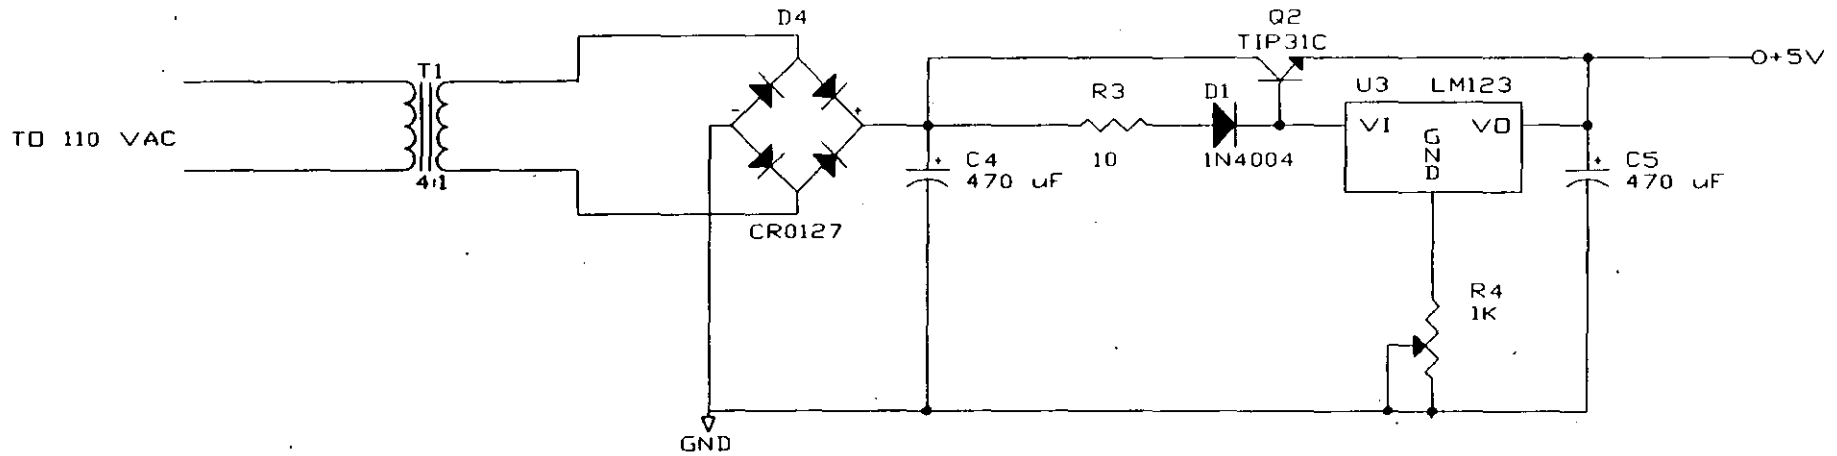 TO 110 VAC
T1
4:1
D4
-
+
CR0127
GND
+
C4
470 uF
R3
10
D1
1N4004
Q2
TIP31C
U3 LM123
VI
GND
VO
R4
1K
+
C5
470 uF
+5V